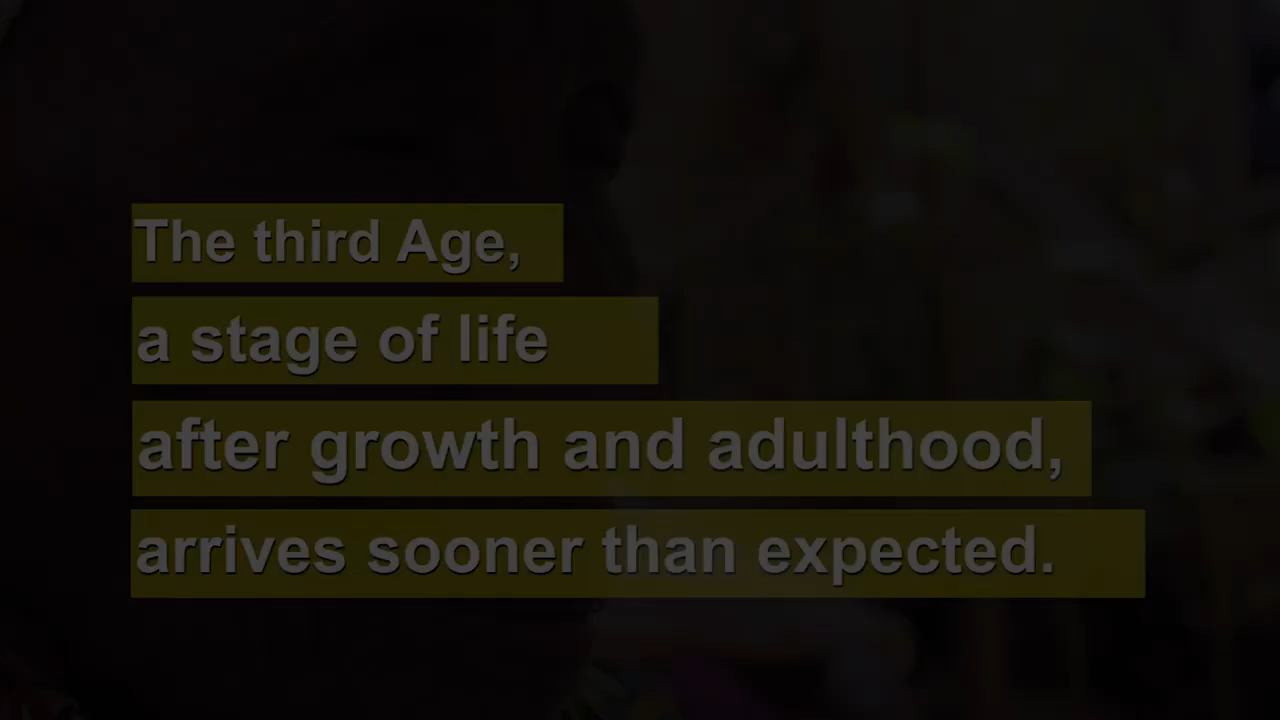 The third Age,
a stage of life
after growth and adulthood,
arrives sooner than expected.